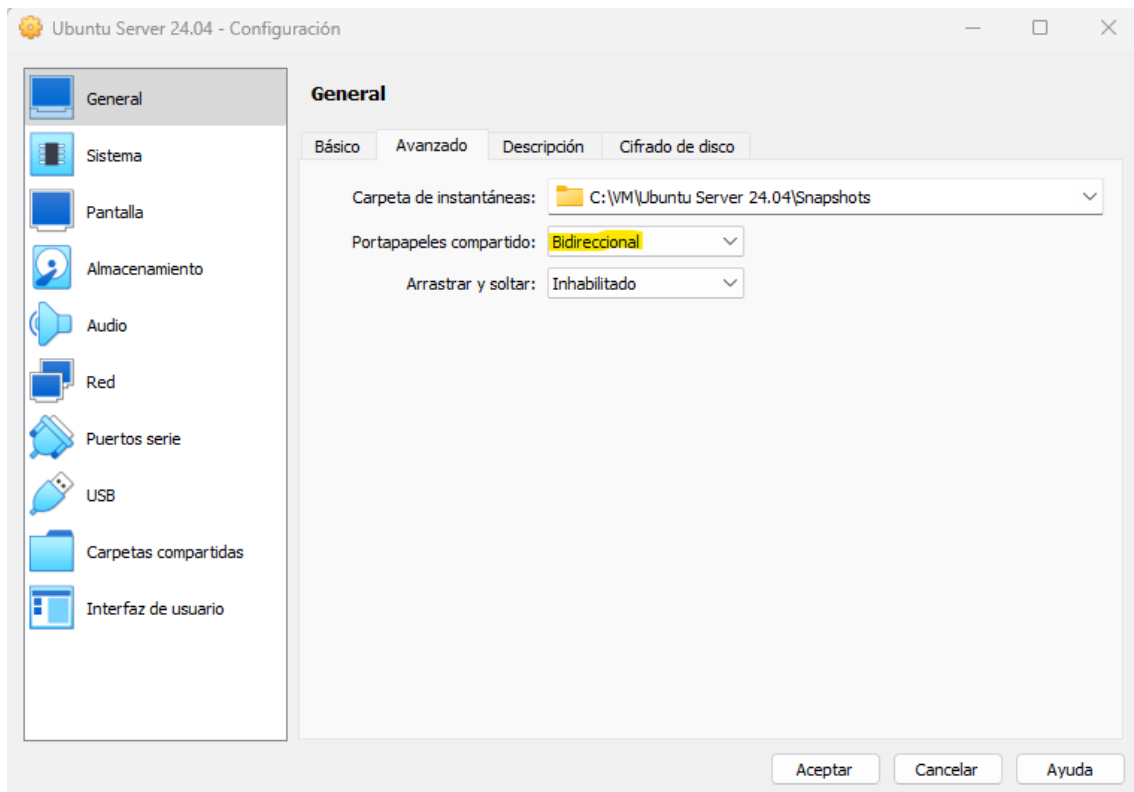 Ubuntu Server 24.04 - Configuración
General
Sistema
Pantalla
Almacenamiento
Audio
Red
Puertos serie
USB
Carpetas compartidas
Interfaz de usuario
General
Básico Avanzado Descripción Cifrado de disco
Carpeta de instantáneas: C:\VM\Ubuntu Server 24.04\Snapshots
Portapapeles compartido: Bidireccional
Arrastrar y soltar: Inhabilitado
Aceptar Cancelar Ayuda